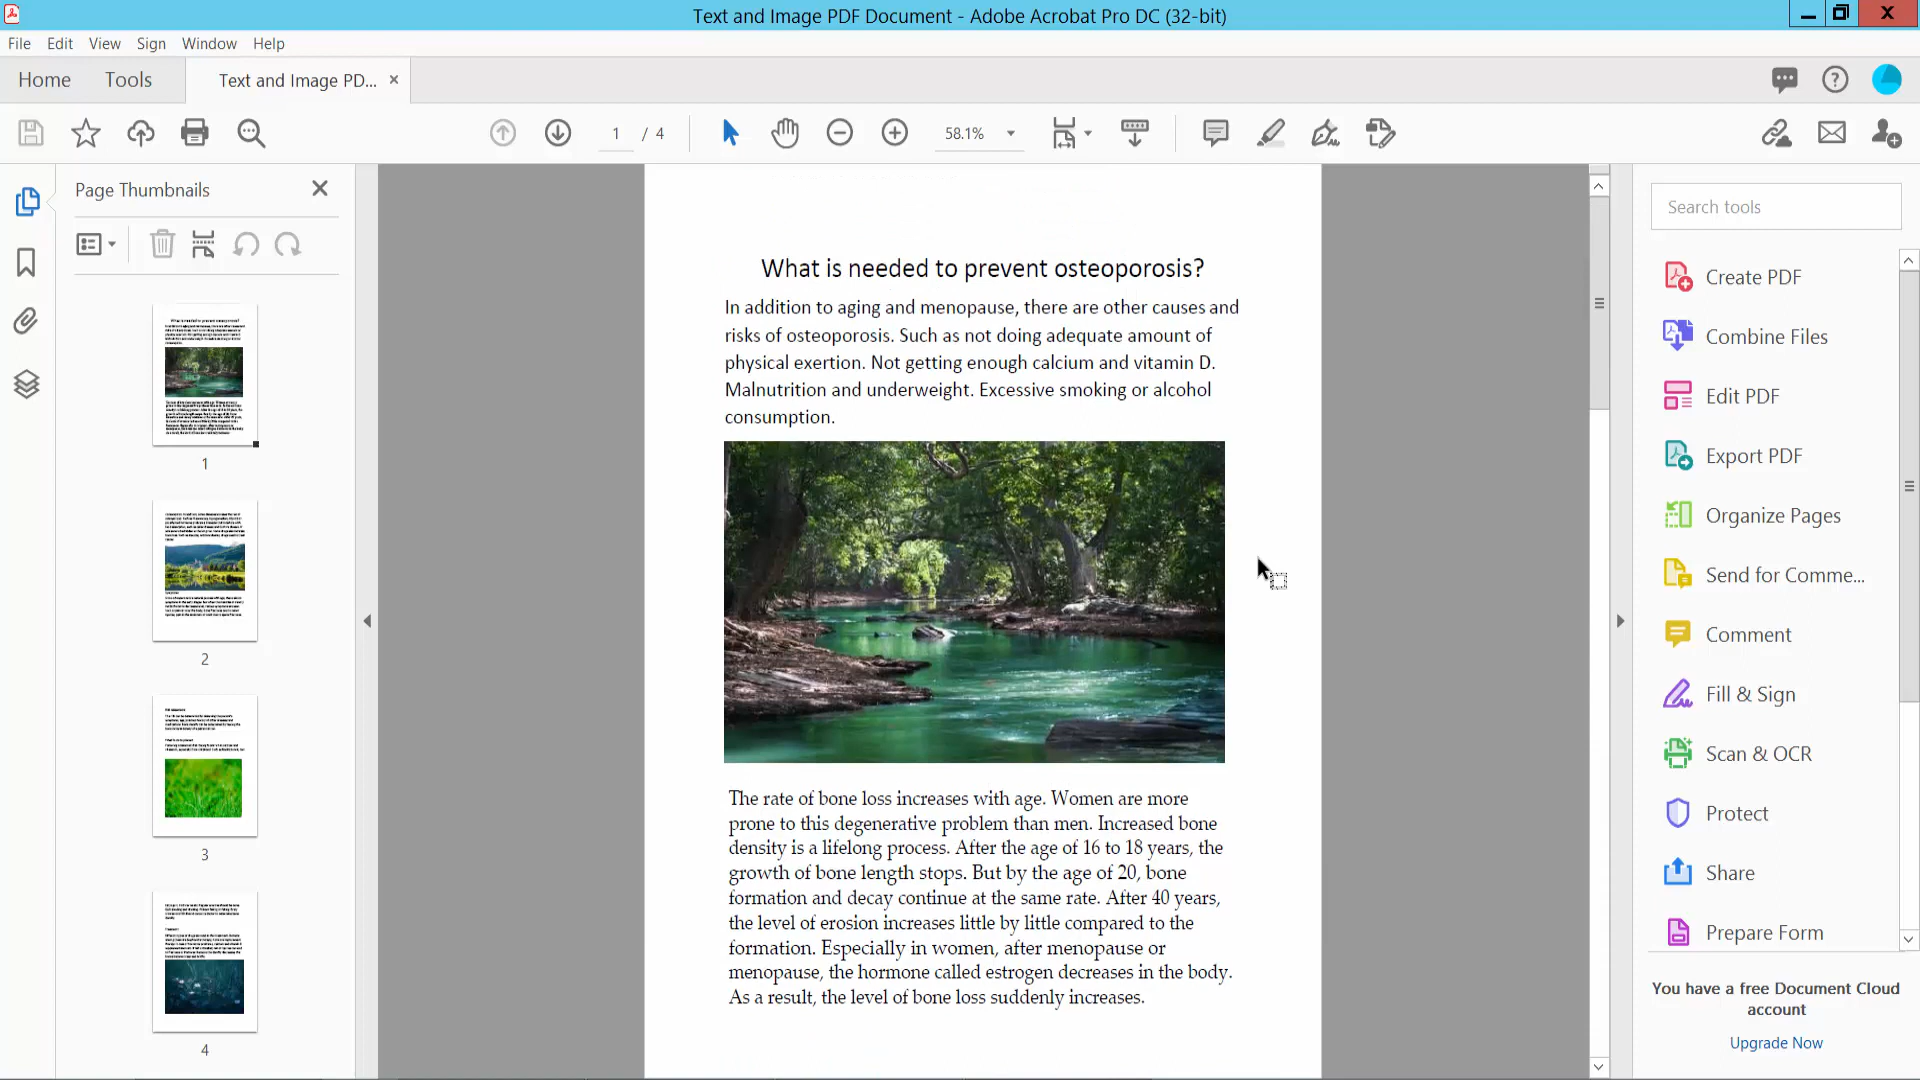 Text and Image PDF Document - Adobe Acrobat Pro DC (32-bit)
File Edit View Sign Window Help
Home Tools Text and Image PD... ×
1 / 4 58.1%
Page Thumbnails
1
2
3
4
What is needed to prevent osteoporosis?
In addition to aging and menopause, there are other causes and
risks of osteoporosis. Such as not doing adequate amount of
physical exertion. Not getting enough calcium and vitamin D.
Malnutrition and underweight. Excessive smoking or alcohol
consumption.
The rate of bone loss increases with age. Women are more
prone to this degenerative problem than men. Increased bone
density is a lifelong process. After the age of 16 to 18 years, the
growth of bone length stops. But by the age of 20, bone
formation and decay continue at the same rate. After 40 years,
the level of erosion increases little by little compared to the
formation. Especially in women, after menopause or
menopause, the hormone called estrogen decreases in the body.
As a result, the level of bone loss suddenly increases.
Search tools
Create PDF
Combine Files
Edit PDF
Export PDF
Organize Pages
Send for Comme...
Comment
Fill & Sign
Scan & OCR
Protect
Share
Prepare Form
You have a free Document Cloud
account
Upgrade Now